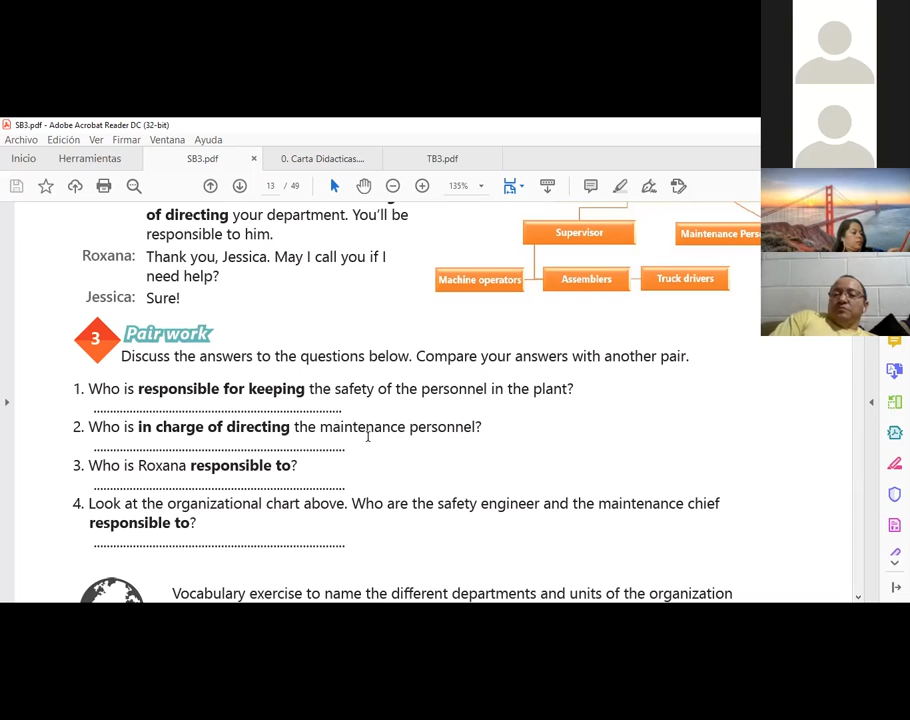 SB3.pdf - Adobe Acrobat Reader DC (32-bit)
Archivo Edición Ver Firmar Ventana Ayuda
Inicio Herramientas SB3.pdf × 0. Carta Didacticas.... TB3.pdf
13 / 49 135%
of directing your department. You'll be
responsible to him.
Roxana: Thank you, Jessica. May I call you if I
need help?
Jessica: Sure!
Supervisor
Maintenance Pers
Machine operators Assemblers Truck drivers
3 Pair work
Discuss the answers to the questions below. Compare your answers with another pair.
1. Who is responsible for keeping the safety of the personnel in the plant?
2. Who is in charge of directing the maintenance personnel?
3. Who is Roxana responsible to?
4. Look at the organizational chart above. Who are the safety engineer and the maintenance chief
responsible to?
Vocabulary exercise to name the different departments and units of the organization